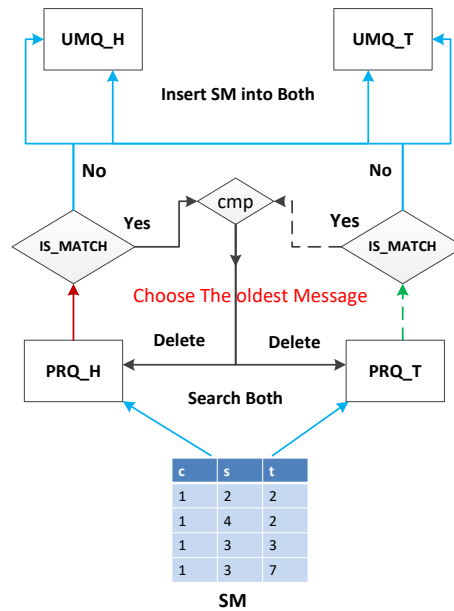 UMQ_H
UMQ_T
Insert SM into Both
No
No
Yes
cmp
Yes
IS_MATCH
IS_MATCH
Choose The oldest Message
Delete
Delete
PRQ_H
PRQ_T
Search Both
c s t
1 2 2
1 4 2
1 3 3
1 3 7
SM